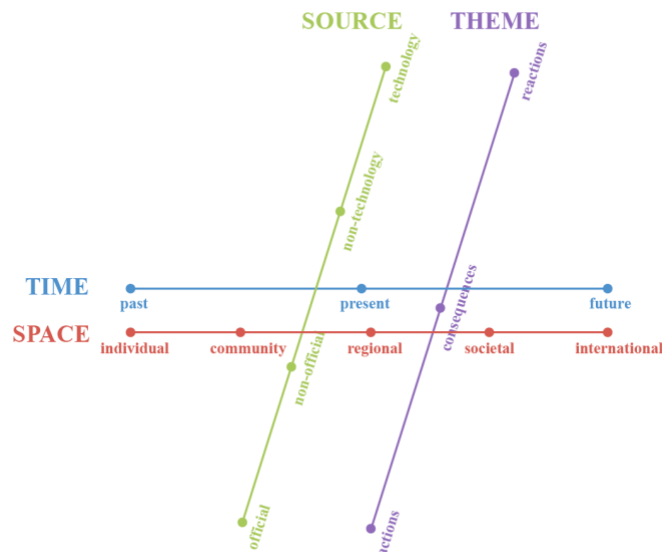 SOURCE
THEME
technology
reactions
non-technology
TIME
past
present
future
consequences
SPACE
individual
community
regional
societal
international
non-official
official
actions